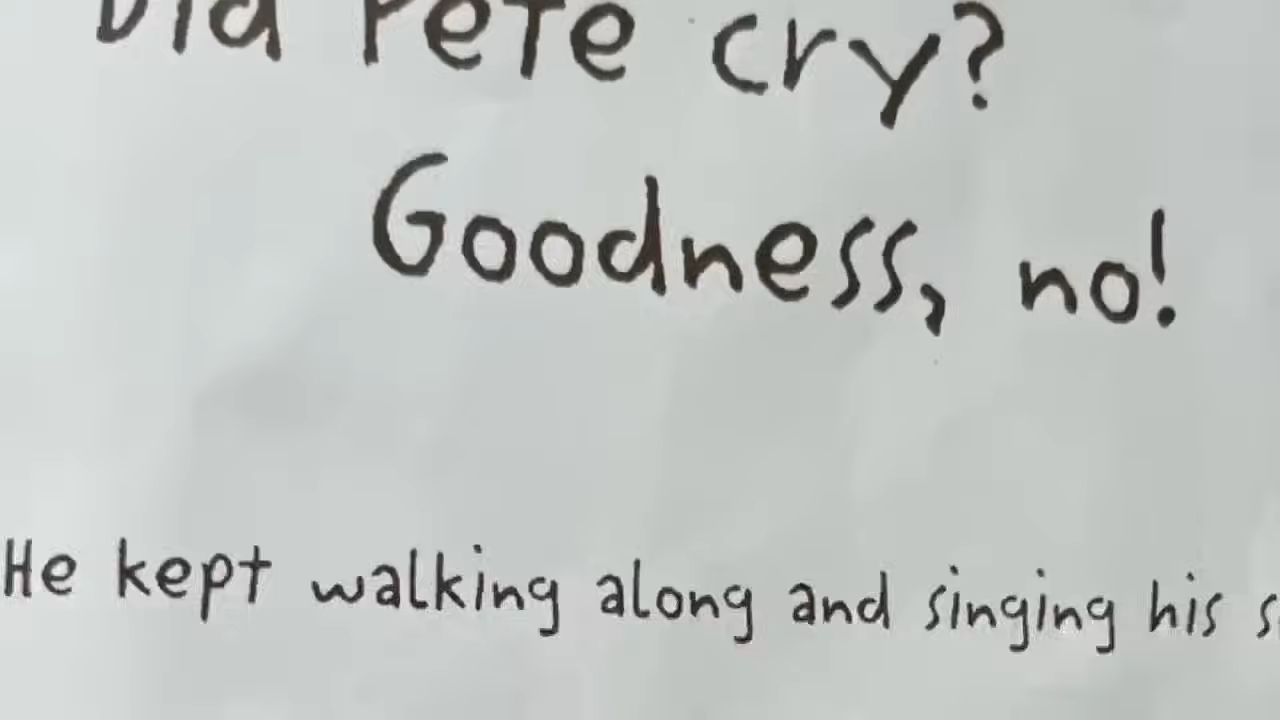 Did Pete cry?
Goodness, no!
He kept walking along and singing his